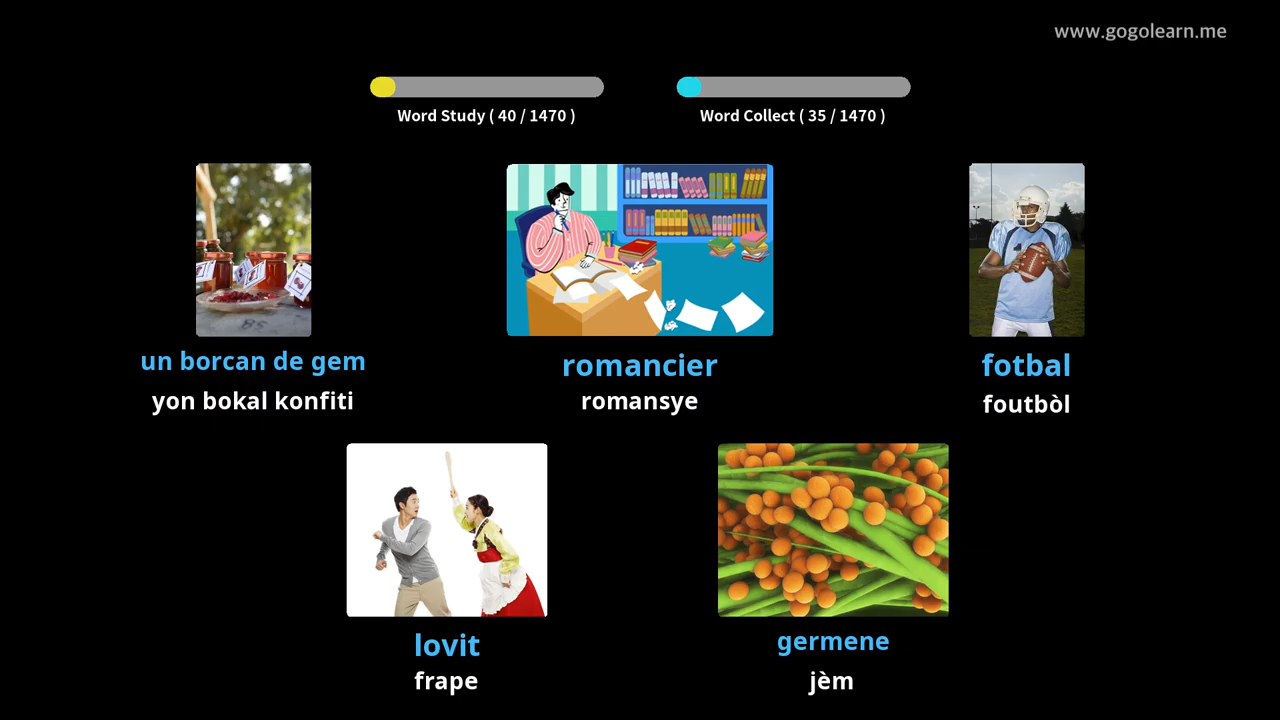 www.gogolearn.me
Word Study ( 40 / 1470 )
Word Collect ( 35 / 1470 )
un borcan de gem
yon bokal konfiti
romancier
romansye
fotbal
foutbòl
lovit
frape
germene
jèm